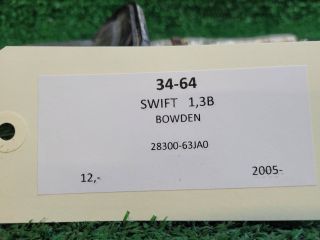 34-64
SWIFT 1,3B
BOWDEN
28300-63JA0
12,- 2005-